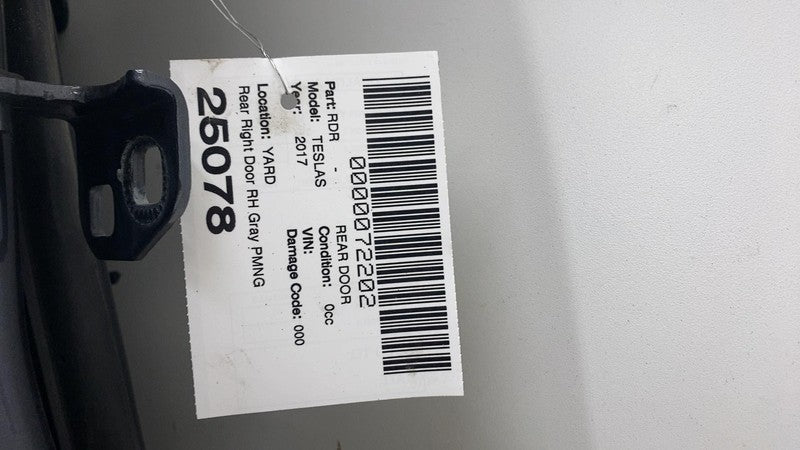 0000072202
Part: RDR - REAR DOOR
Model: TESLAS Condition: 0cc
Year: 2017 VIN:
Damage Code: 000
Location: YARD
Rear Right Door RH Gray PMNG
25078